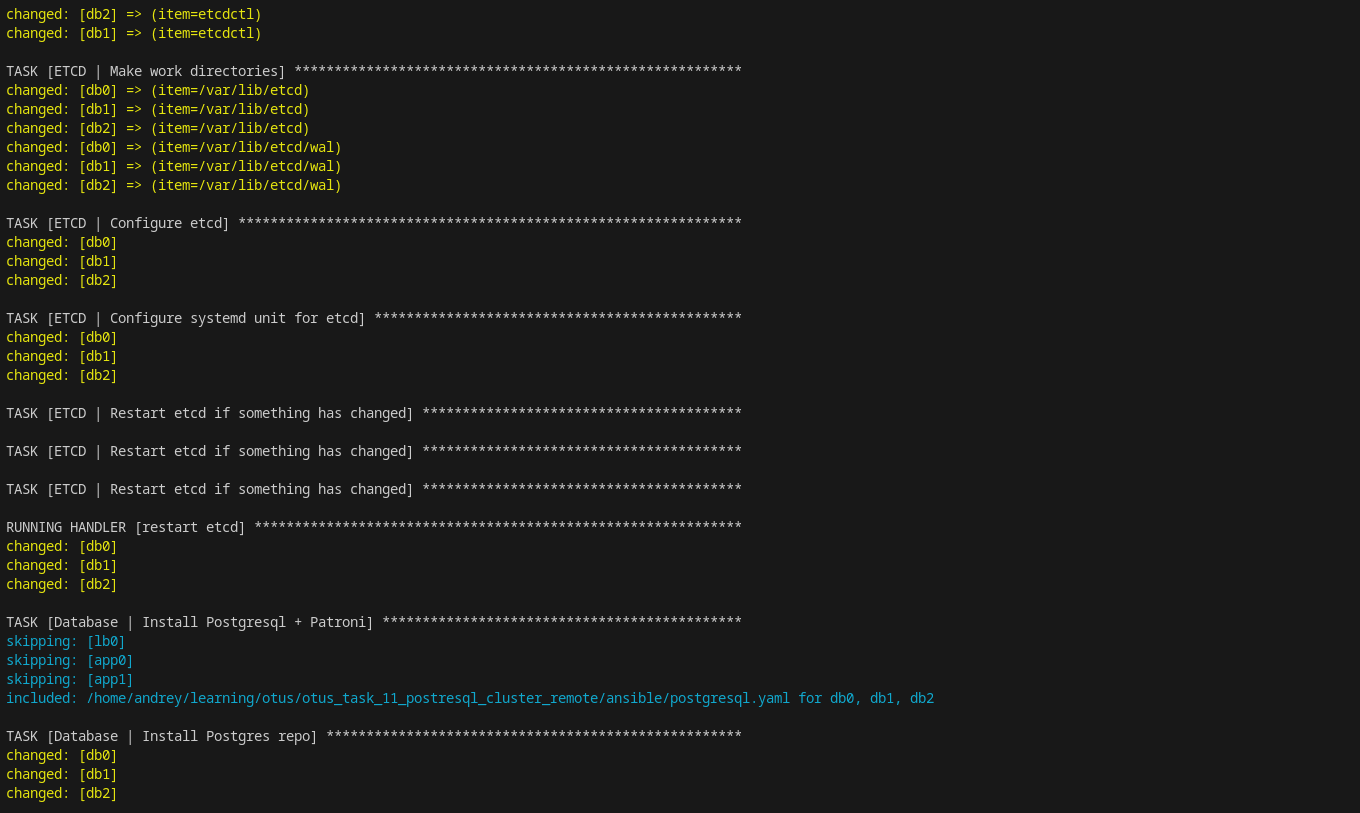 changed: [db2] => (item=etcdctl)
changed: [db1] => (item=etcdctl)
TASK [ETCD | Make work directories] ********************************************************
changed: [db0] => (item=/var/lib/etcd)
changed: [db1] => (item=/var/lib/etcd)
changed: [db2] => (item=/var/lib/etcd)
changed: [db0] => (item=/var/lib/etcd/wal)
changed: [db1] => (item=/var/lib/etcd/wal)
changed: [db2] => (item=/var/lib/etcd/wal)
TASK [ETCD | Configure etcd] ***************************************************************
changed: [db0]
changed: [db1]
changed: [db2]
TASK [ETCD | Configure systemd unit for etcd] **********************************************
changed: [db0]
changed: [db1]
changed: [db2]
TASK [ETCD | Restart etcd if something has changed] ****************************************
TASK [ETCD | Restart etcd if something has changed] ****************************************
TASK [ETCD | Restart etcd if something has changed] ****************************************
RUNNING HANDLER [restart etcd] *************************************************************
changed: [db0]
changed: [db1]
changed: [db2]
TASK [Database | Install Postgresql + Patroni] *********************************************
skipping: [lb0]
skipping: [app0]
skipping: [app1]
included: /home/andrey/learning/otus/otus_task_11_postresql_cluster_remote/ansible/postgresql.yaml for db0, db1, db2
TASK [Database | Install Postgres repo] ****************************************************
changed: [db0]
changed: [db1]
changed: [db2]